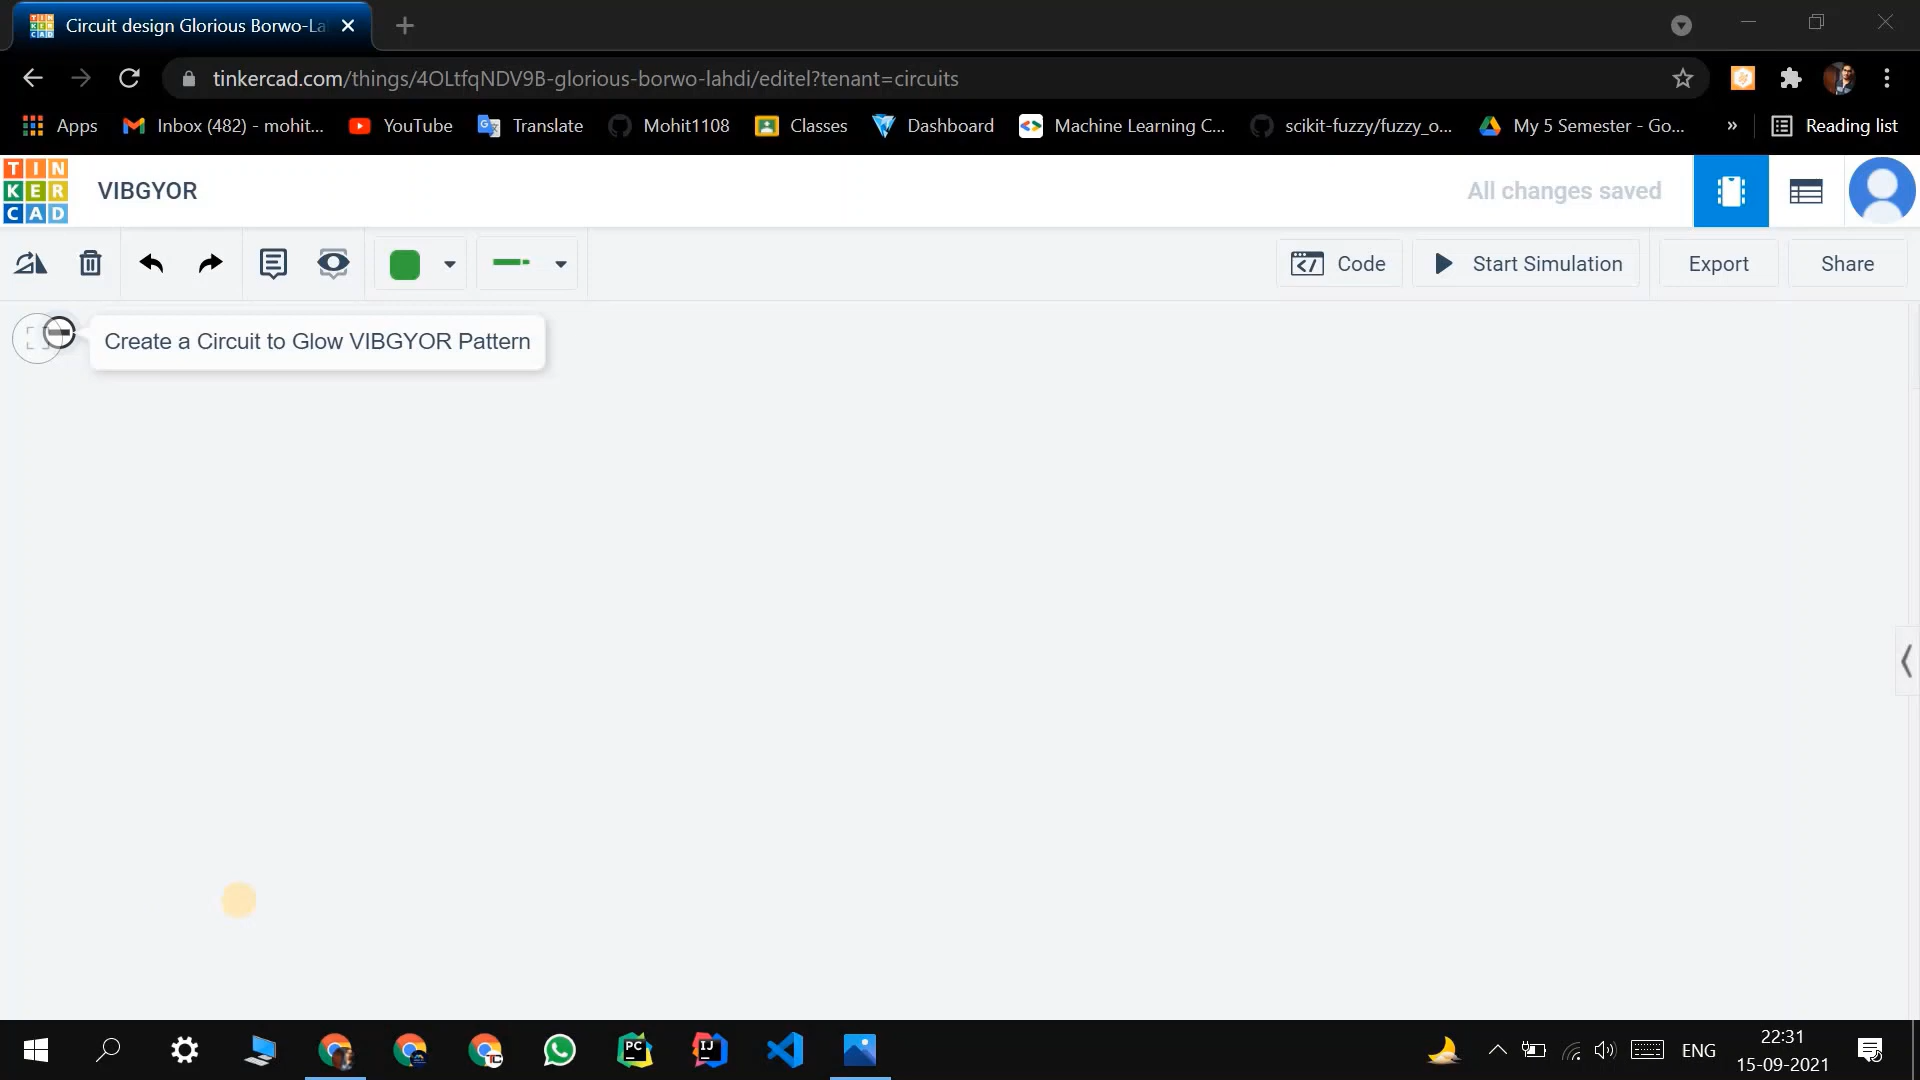 Circuit design Glorious Borwo-La
tinkercad.com/things/4OLtfqNDV9B-glorious-borwo-lahdi/editel?tenant=circuits
Apps
Inbox (482) - mohit...
YouTube
Translate
Mohit1108
Classes
Dashboard
Machine Learning C...
scikit-fuzzy/fuzzy_o...
My 5 Semester - Go...
»
Reading list
TIN
KER
CAD
VIBGYOR
All changes saved
Code
Start Simulation
Export
Share
Create a Circuit to Glow VIBGYOR Pattern
PC
IJ
TC
ENG
22:31
15-09-2021